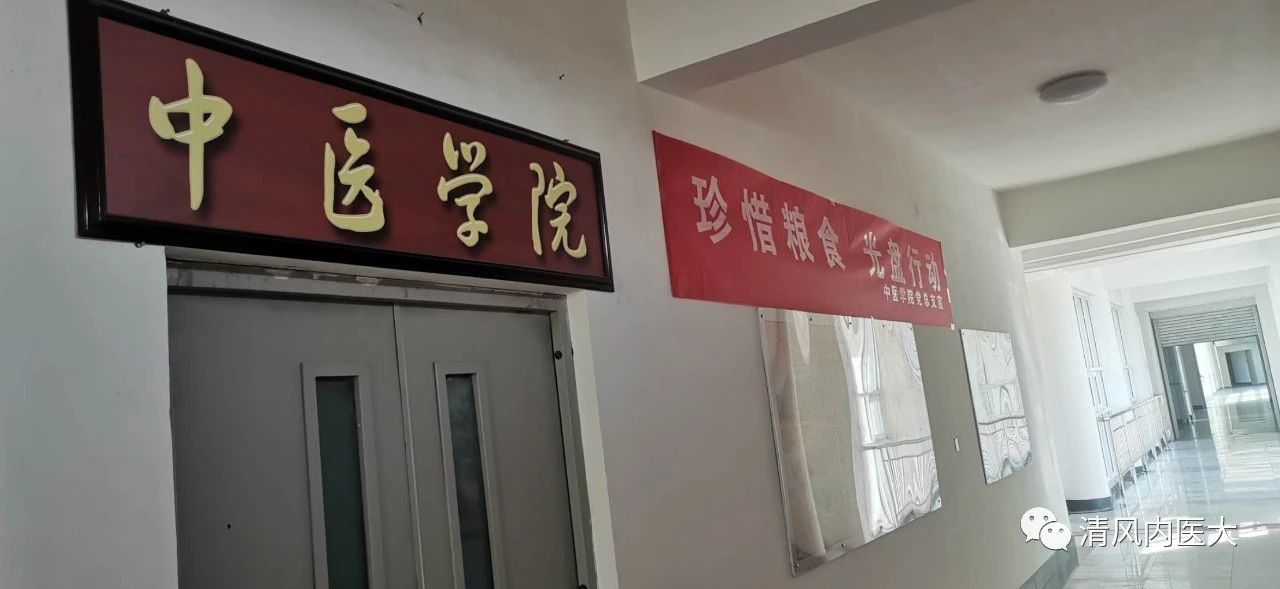 中医学院
珍惜粮食 光盘行动
中医学院党总支宣
清风内医大